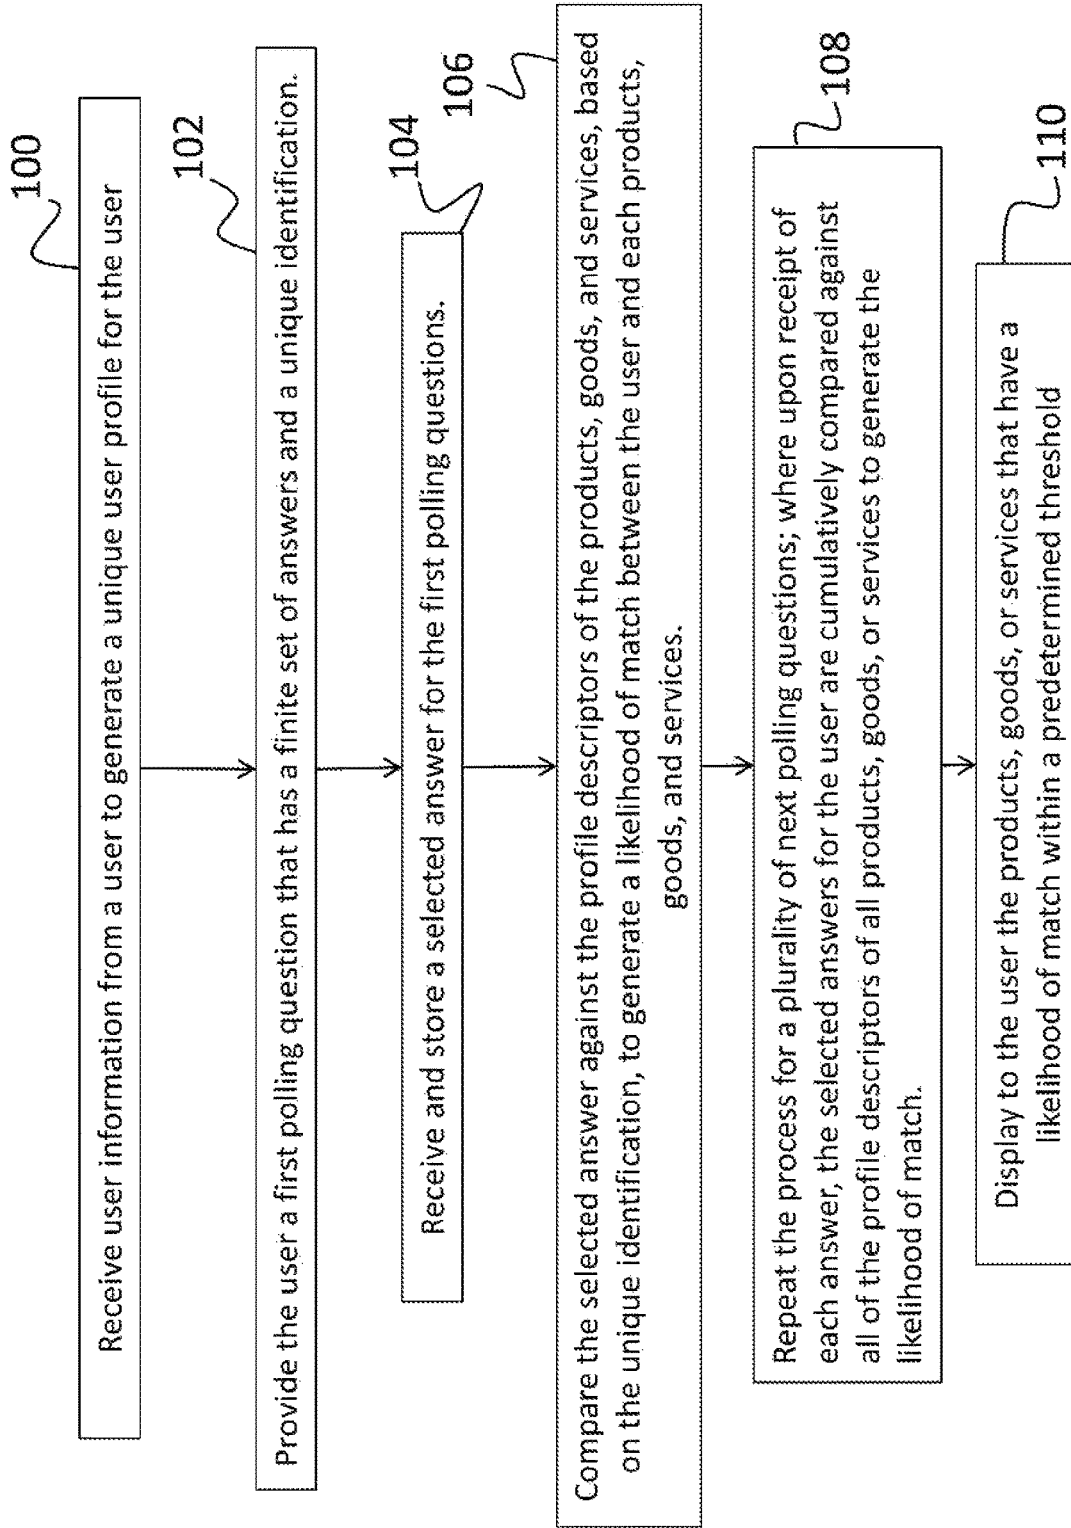 100
Receive user information from a user to generate a unique user profile for the user
102
Provide the user a first polling question that has a finite set of answers and a unique identification.
104
Receive and store a selected answer for the first polling questions.
106
Compare the selected answer against the profile descriptors of the products, goods, and services, based
on the unique identification, to generate a likelihood of match between the user and each products,
goods, and services.
108
Repeat the process for a plurality of next polling questions; where upon receipt of
each answer, the selected answers for the user are cumulatively compared against
all of the profile descriptors of all products, goods, or services to generate the
likelihood of match.
110
Display to the user the products, goods, or services that have a
likelihood of match within a predetermined threshold